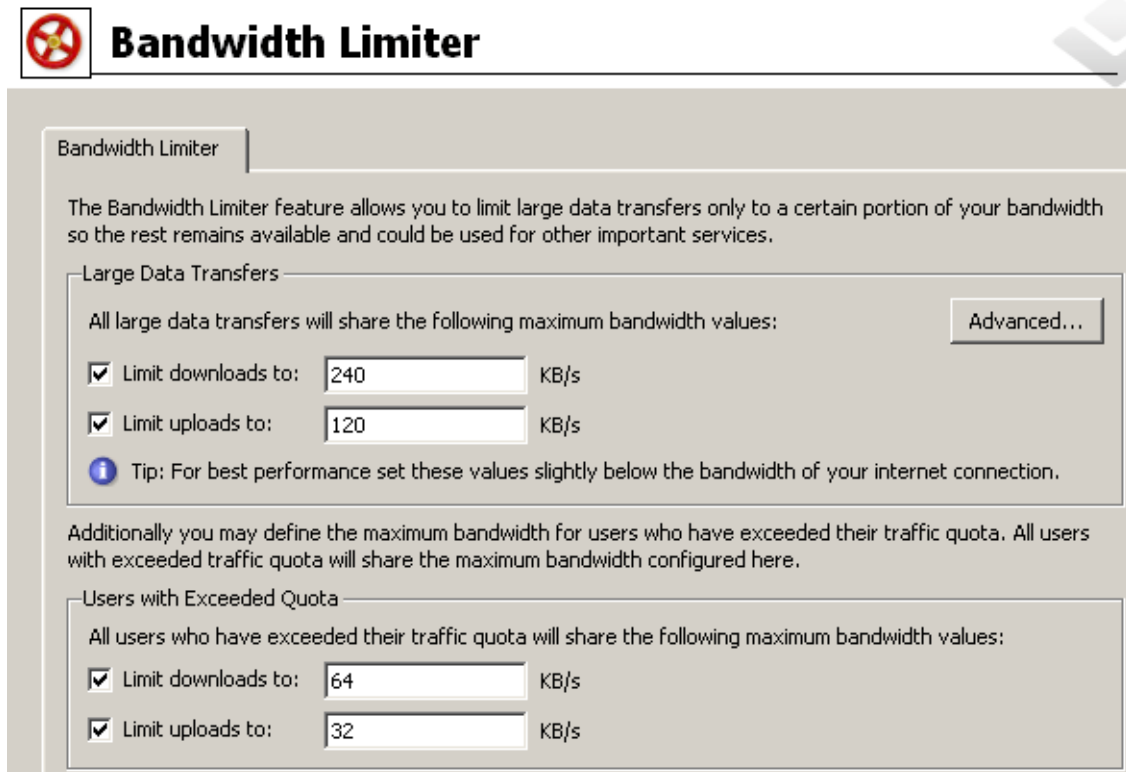 Bandwidth Limiter
Bandwidth Limiter
The Bandwidth Limiter feature allows you to limit large data transfers only to a certain portion of your bandwidth
so the rest remains available and could be used for other important services.
Large Data Transfers
All large data transfers will share the following maximum bandwidth values:
Advanced...
Limit downloads to: 240 KB/s
Limit uploads to: 120 KB/s
Tip: For best performance set these values slightly below the bandwidth of your internet connection.
Additionally you may define the maximum bandwidth for users who have exceeded their traffic quota. All users
with exceeded traffic quota will share the maximum bandwidth configured here.
Users with Exceeded Quota
All users who have exceeded their traffic quota will share the following maximum bandwidth values:
Limit downloads to: 64 KB/s
Limit uploads to: 32 KB/s